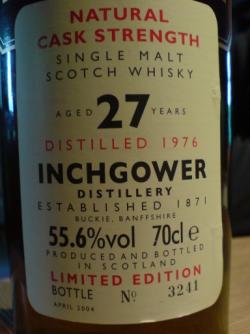 NATURAL
CASK STRENGTH
SINGLE MALT
SCOTCH WHISKY
AGED 27 YEARS
DISTILLED 1976
INCHGOWER
DISTILLERY
ESTABLISHED 1871
BUCKIE, BANFFSHIRE
55.6%vol 70cl e
PRODUCED AND BOTTLED
IN SCOTLAND
LIMITED EDITION
BOTTLE No 3241
APRIL 2004